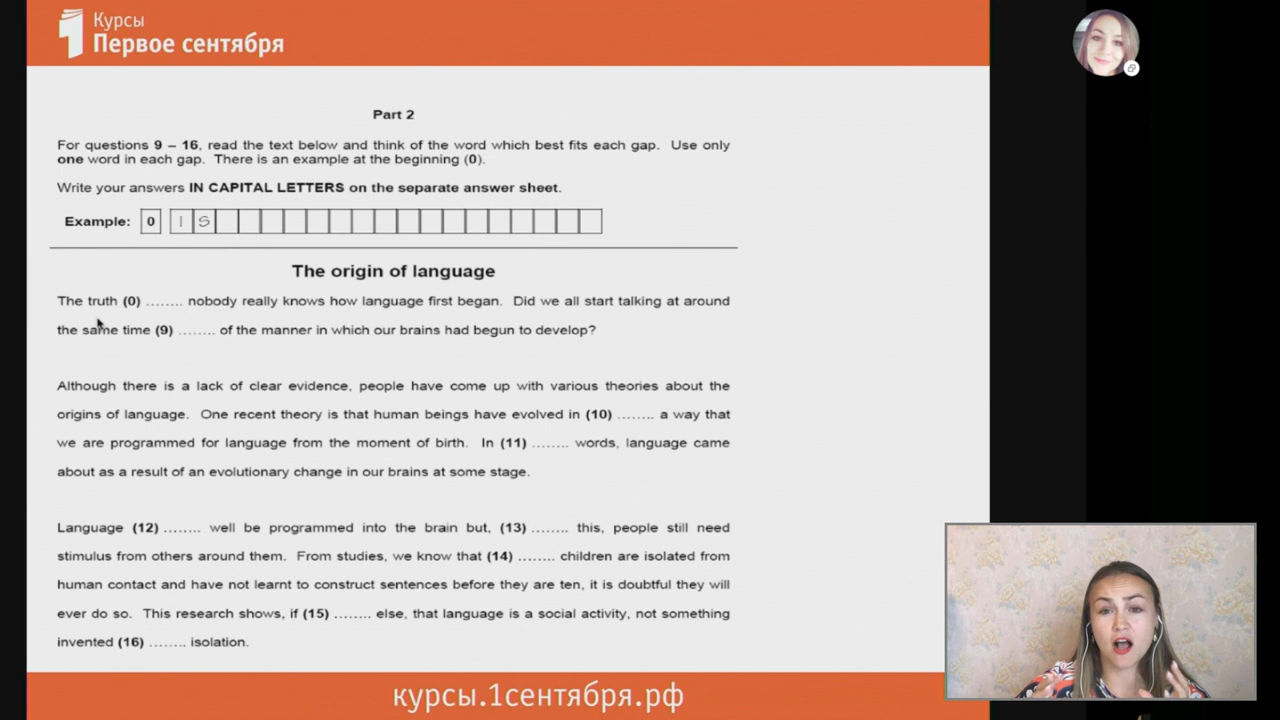 Курсы
Первое сентября
Part 2
For questions 9 – 16, read the text below and think of the word which best fits each gap. Use only
one word in each gap. There is an example at the beginning (0).
Write your answers IN CAPITAL LETTERS on the separate answer sheet.
Example: 0 I S
The origin of language
The truth (0) ........ nobody really knows how language first began. Did we all start talking at around
the same time (9) ........ of the manner in which our brains had begun to develop?
Although there is a lack of clear evidence, people have come up with various theories about the
origins of language. One recent theory is that human beings have evolved in (10) ........ a way that
we are programmed for language from the moment of birth. In (11) ........ words, language came
about as a result of an evolutionary change in our brains at some stage.
Language (12) ........ well be programmed into the brain but, (13) ........ this, people still need
stimulus from others around them. From studies, we know that (14) ........ children are isolated from
human contact and have not learnt to construct sentences before they are ten, it is doubtful they will
ever do so. This research shows, if (15) ........ else, that language is a social activity, not something
invented (16) ........ isolation.
курсы.1сентября.рф